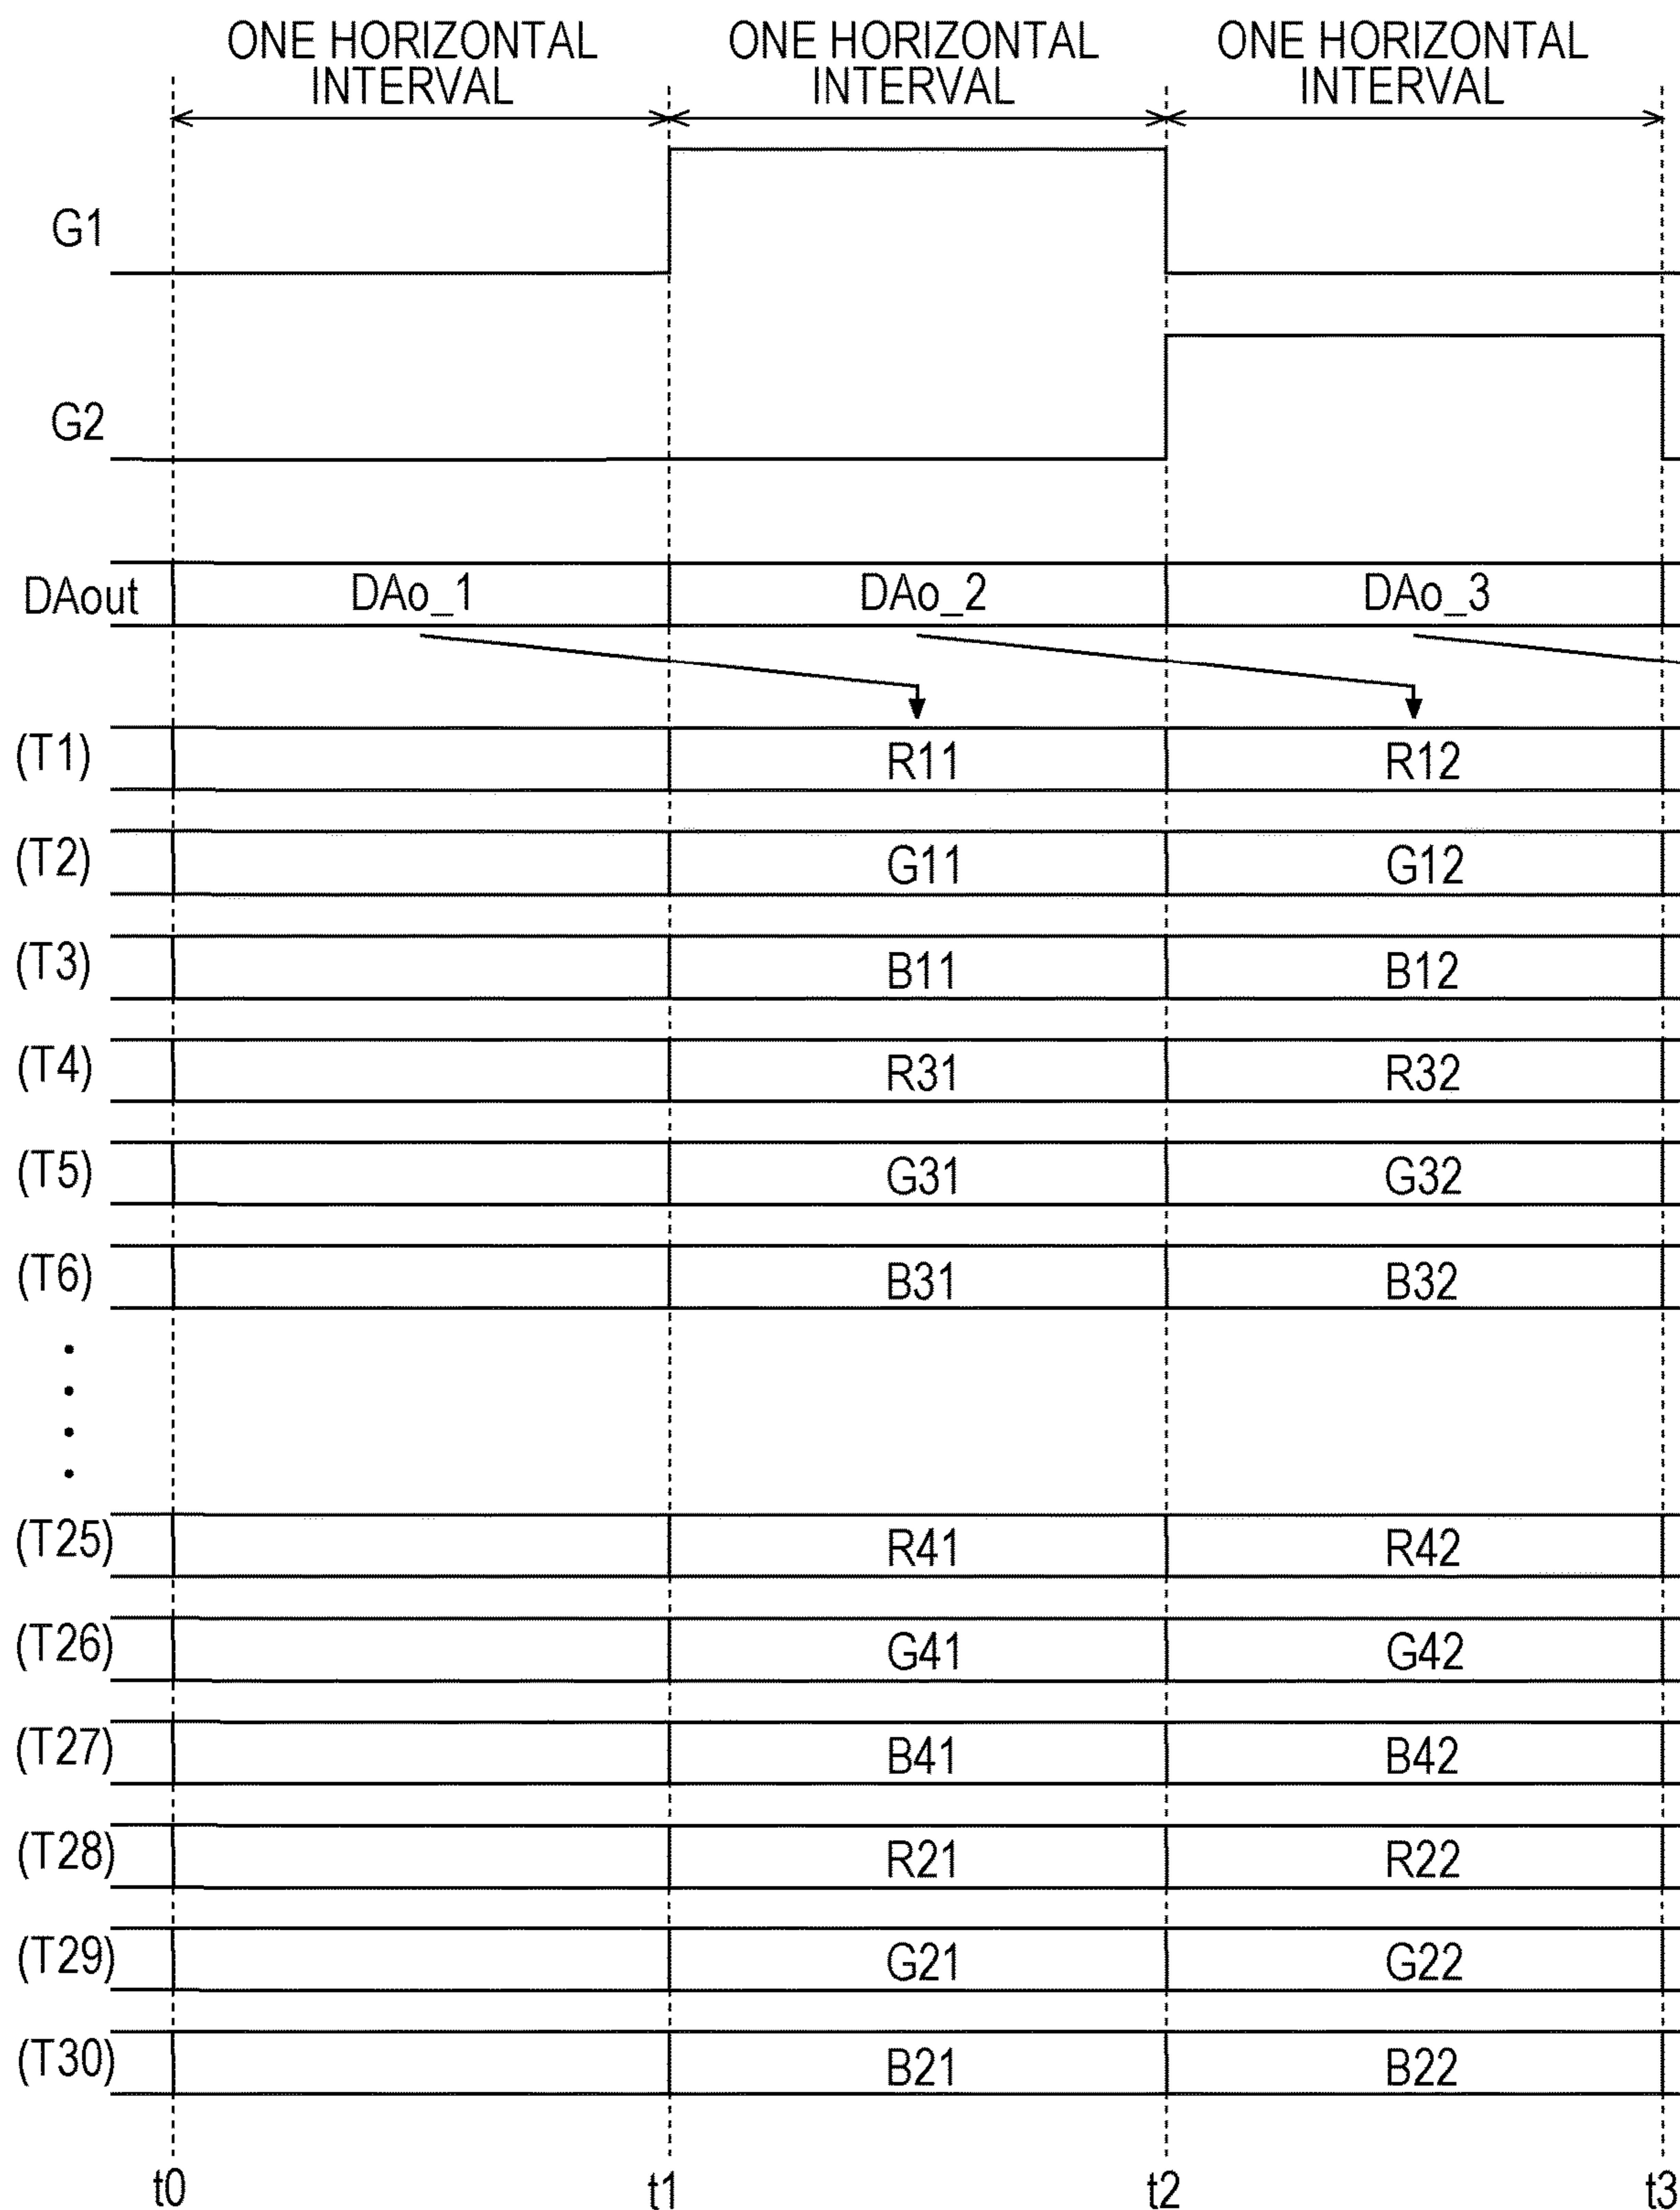 ONE HORIZONTAL INTERVAL
ONE HORIZONTAL INTERVAL
ONE HORIZONTAL INTERVAL
G1
G2
DAout DAo_1 DAo_2 DAo_3
(T1) R11 R12
(T2) G11 G12
(T3) B11 B12
(T4) R31 R32
(T5) G31 G32
(T6) B31 B32
(T25) R41 R42
(T26) G41 G42
(T27) B41 B42
(T28) R21 R22
(T29) G21 G22
(T30) B21 B22
t0 t1 t2 t3